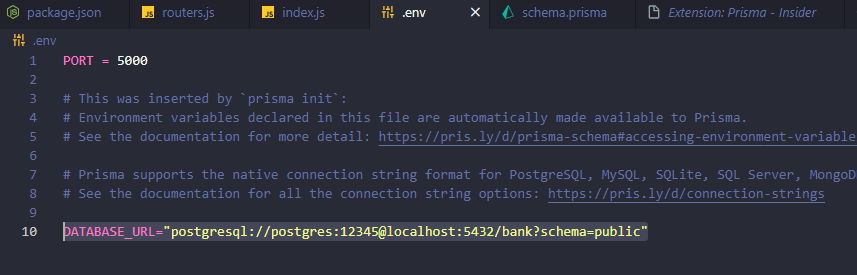 package.json
JS routers.js
JS index.js
.env
schema.prisma
Extension: Prisma - Insider
.env
1 PORT = 5000
2
3 # This was inserted by `prisma init`:
4 # Environment variables declared in this file are automatically made available to Prisma.
5 # See the documentation for more detail: https://pris.ly/d/prisma-schema#accessing-environment-variable
6
7 # Prisma supports the native connection string format for PostgreSQL, MySQL, SQLite, SQL Server, MongoD
8 # See the documentation for all the connection string options: https://pris.ly/d/connection-strings
9
10 DATABASE_URL="postgresql://postgres:12345@localhost:5432/bank?schema=public"